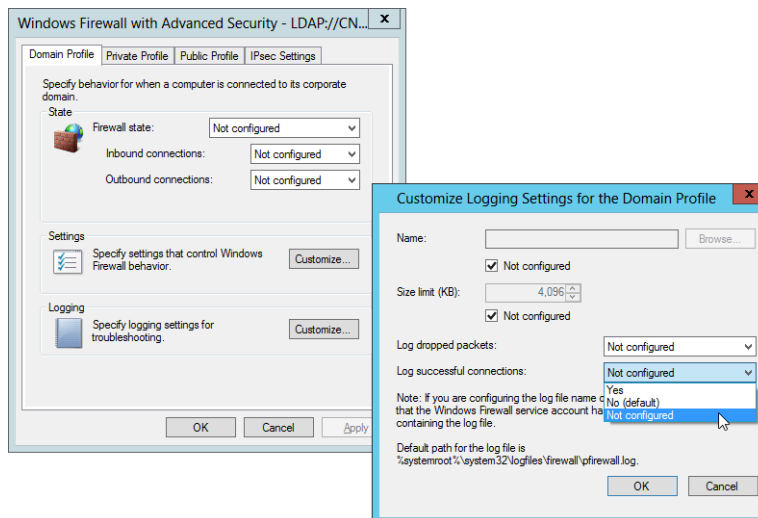 Windows Firewall with Advanced Security - LDAP://CN...
x
Domain Profile
Private Profile
Public Profile
IPsec Settings
Specify behavior for when a computer is connected to its corporate
domain.
State
Firewall state:
Not configured
Inbound connections:
Not configured
Outbound connections:
Not configured
Settings
Specify settings that control Windows
Firewall behavior.
Customize...
Logging
Specify logging settings for
troubleshooting.
Customize...
OK
Cancel
Apply
Customize Logging Settings for the Domain Profile
x
Name:
Browse...
Not configured
Size limit (KB):
4,096
Not configured
Log dropped packets:
Not configured
Log successful connections:
Not configured
Yes
No (default)
Not configured
Note: If you are configuring the log file name
that the Windows Firewall service account
containing the log file.
Default path for the log file is
%systemroot%\system32\logfiles\firewall\pfirewall.log.
OK
Cancel